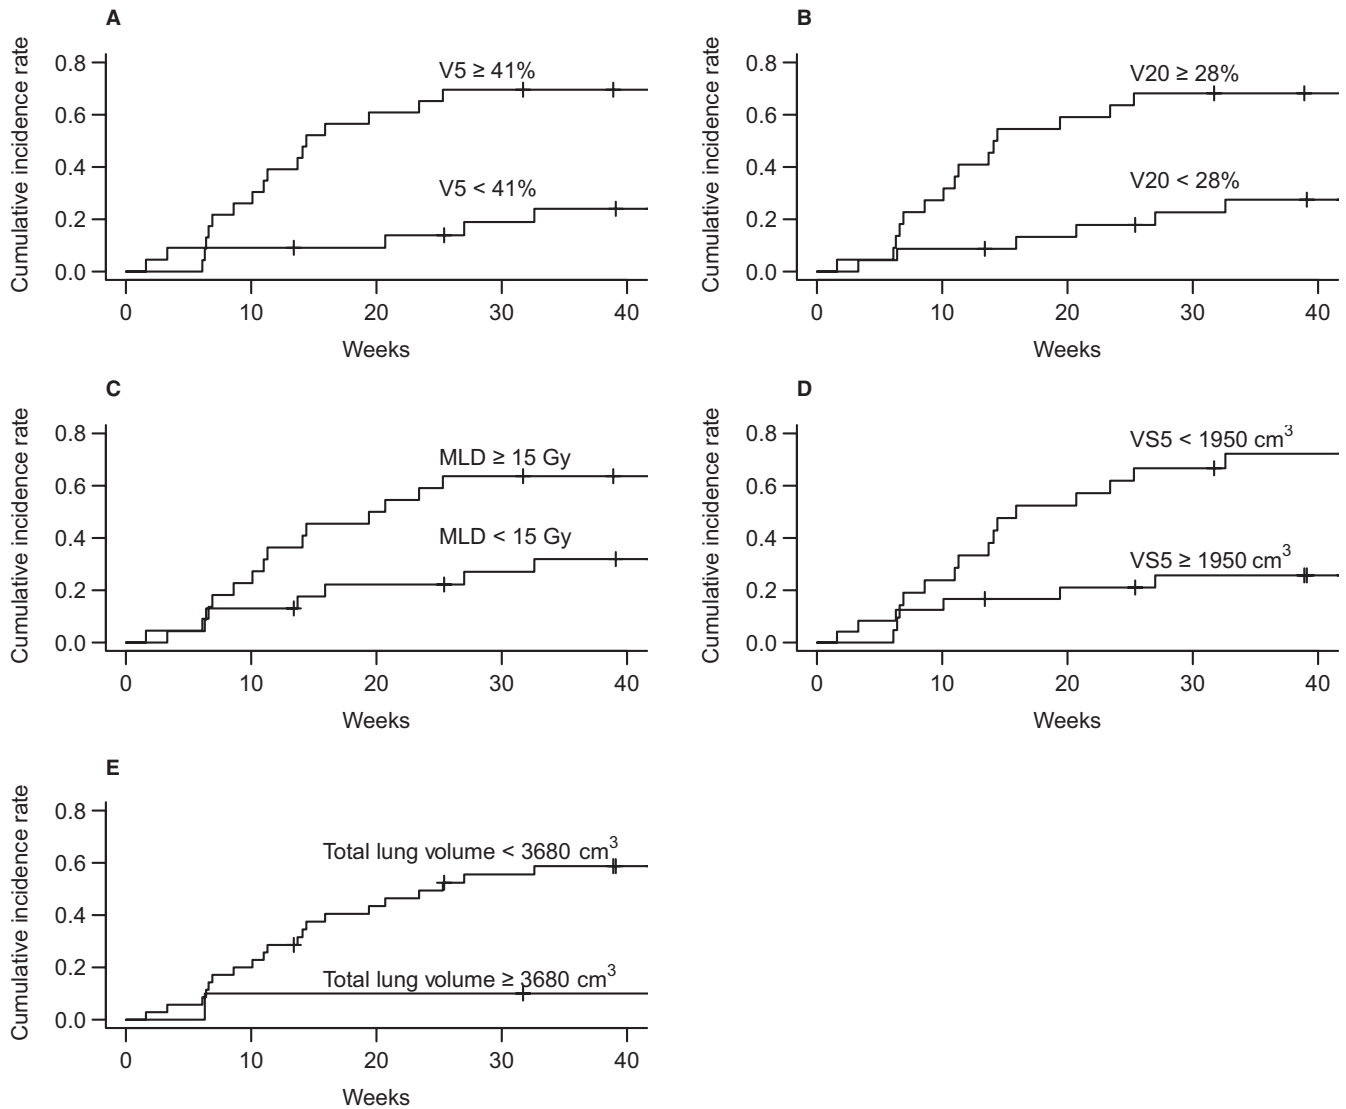 A
Cumulative incidence rate
0.8
0.6
0.4
0.2
0.0
V5 ≥ 41%
V5 < 41%
0 10 20 30 40
Weeks
B
Cumulative incidence rate
0.8
0.6
0.4
0.2
0.0
V20 ≥ 28%
V20 < 28%
0 10 20 30 40
Weeks
C
Cumulative incidence rate
0.8
0.6
0.4
0.2
0.0
MLD ≥ 15 Gy
MLD < 15 Gy
0 10 20 30 40
Weeks
D
Cumulative incidence rate
0.8
0.6
0.4
0.2
0.0
VS5 < 1950 cm³
VS5 ≥ 1950 cm³
0 10 20 30 40
Weeks
E
Cumulative incidence rate
0.8
0.6
0.4
0.2
0.0
Total lung volume < 3680 cm³
Total lung volume ≥ 3680 cm³
0 10 20 30 40
Weeks